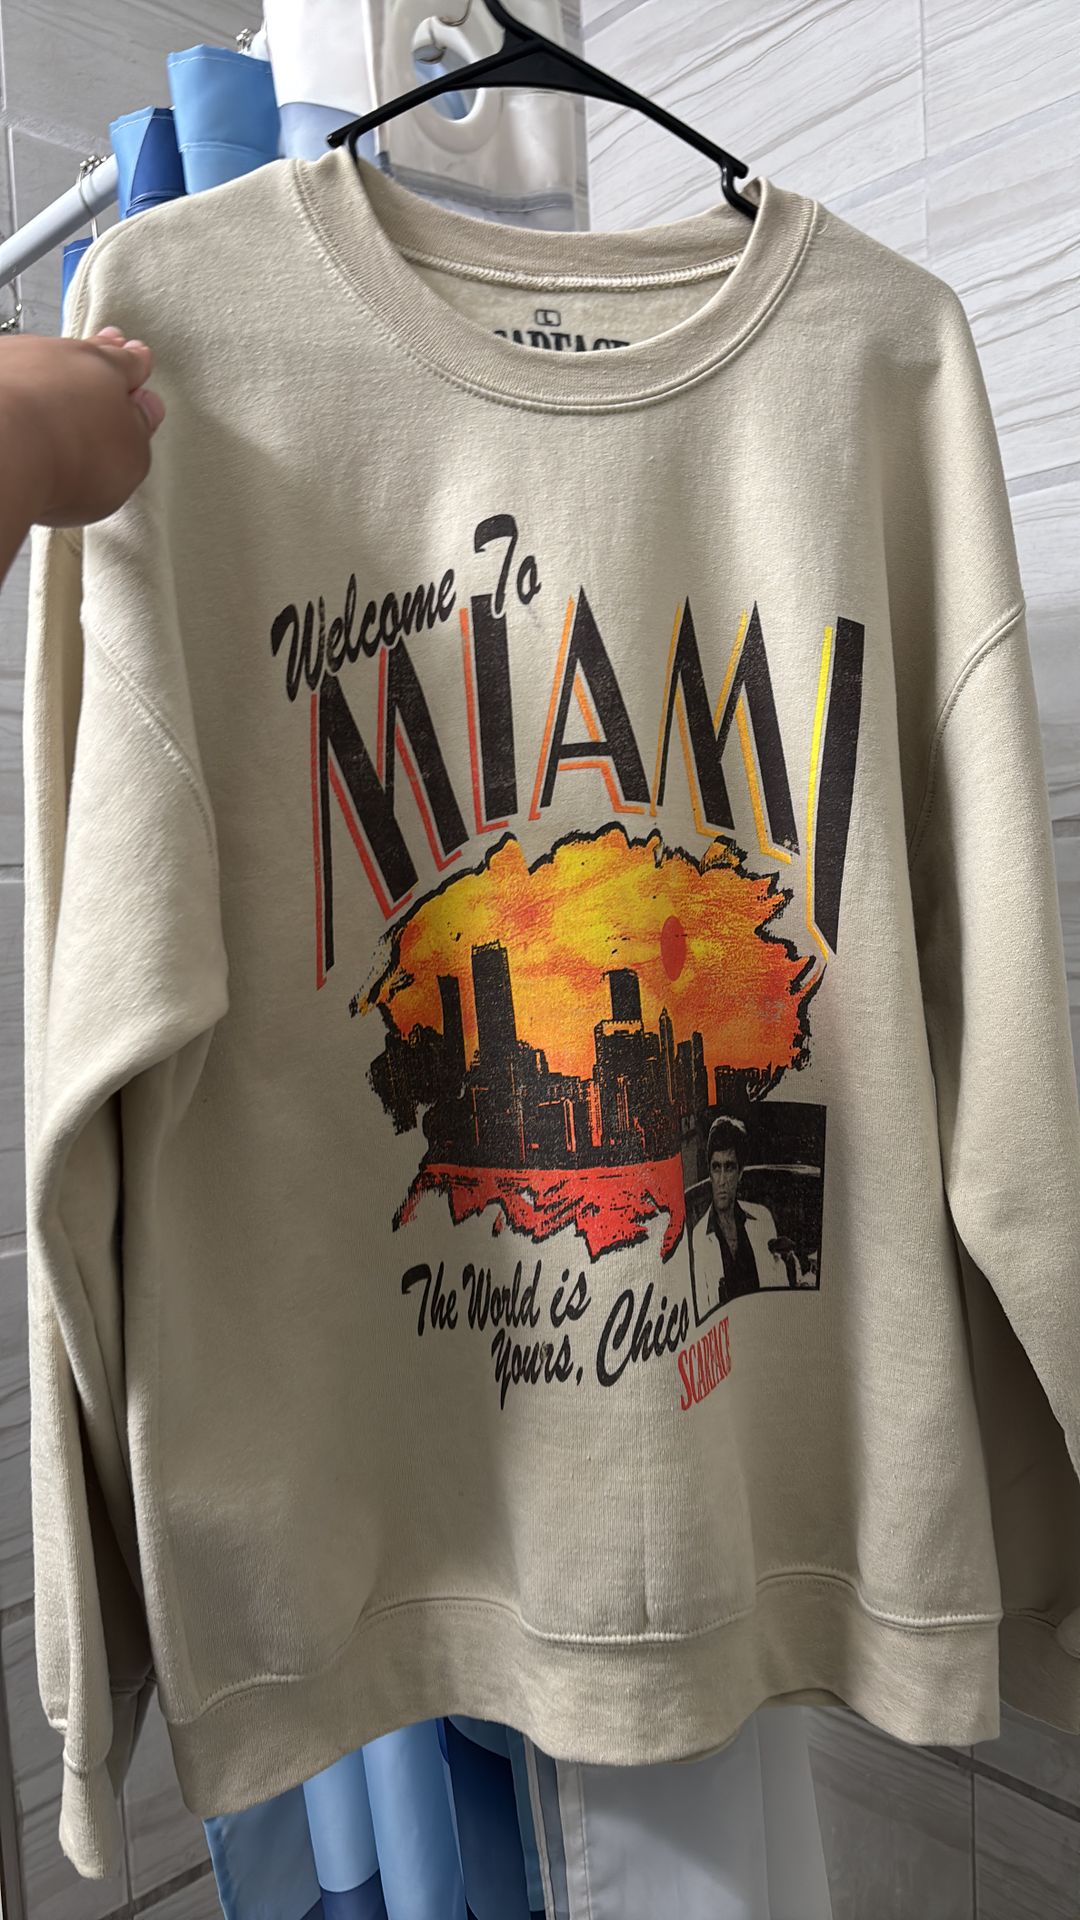 L
SCARFACE
Welcome To
MIAMI
The World is
Yours, Chico
SCARFACE